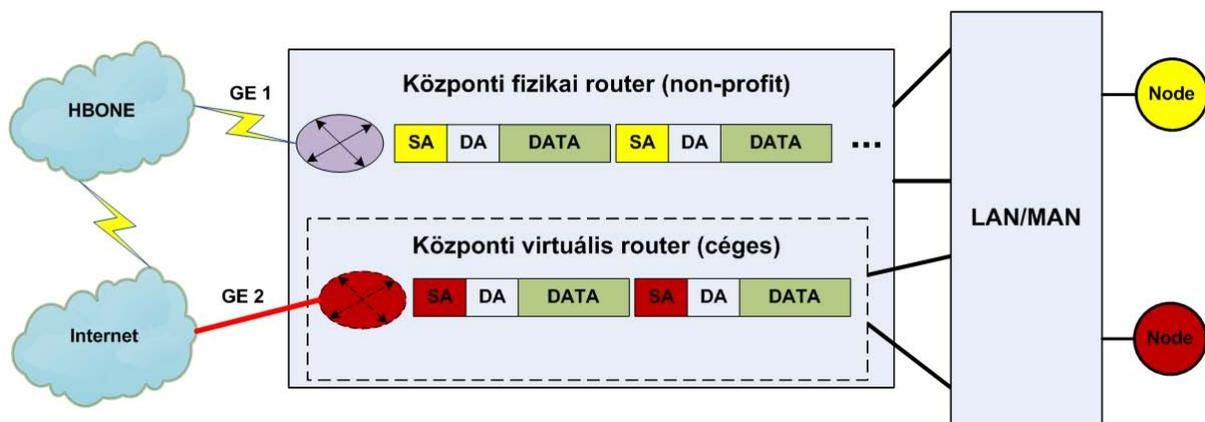 HBONE
GE 1
Központi fizikai router (non-profit)
SA DA DATA SA DA DATA ...
Node
LAN/MAN
Központi virtuális router (céges)
SA DA DATA SA DA DATA
GE 2
Internet
Node